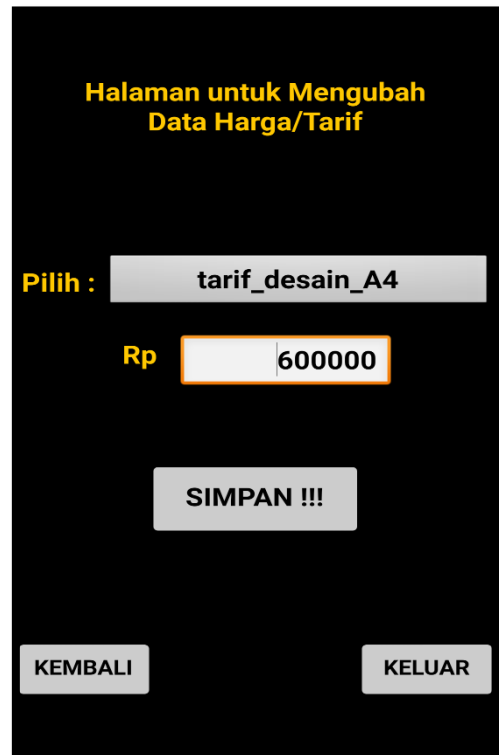 Halaman untuk Mengubah
Data Harga/Tarif
Pilih : tarif_desain_A4
Rp 600000
SIMPAN !!!
KEMBALI KELUAR